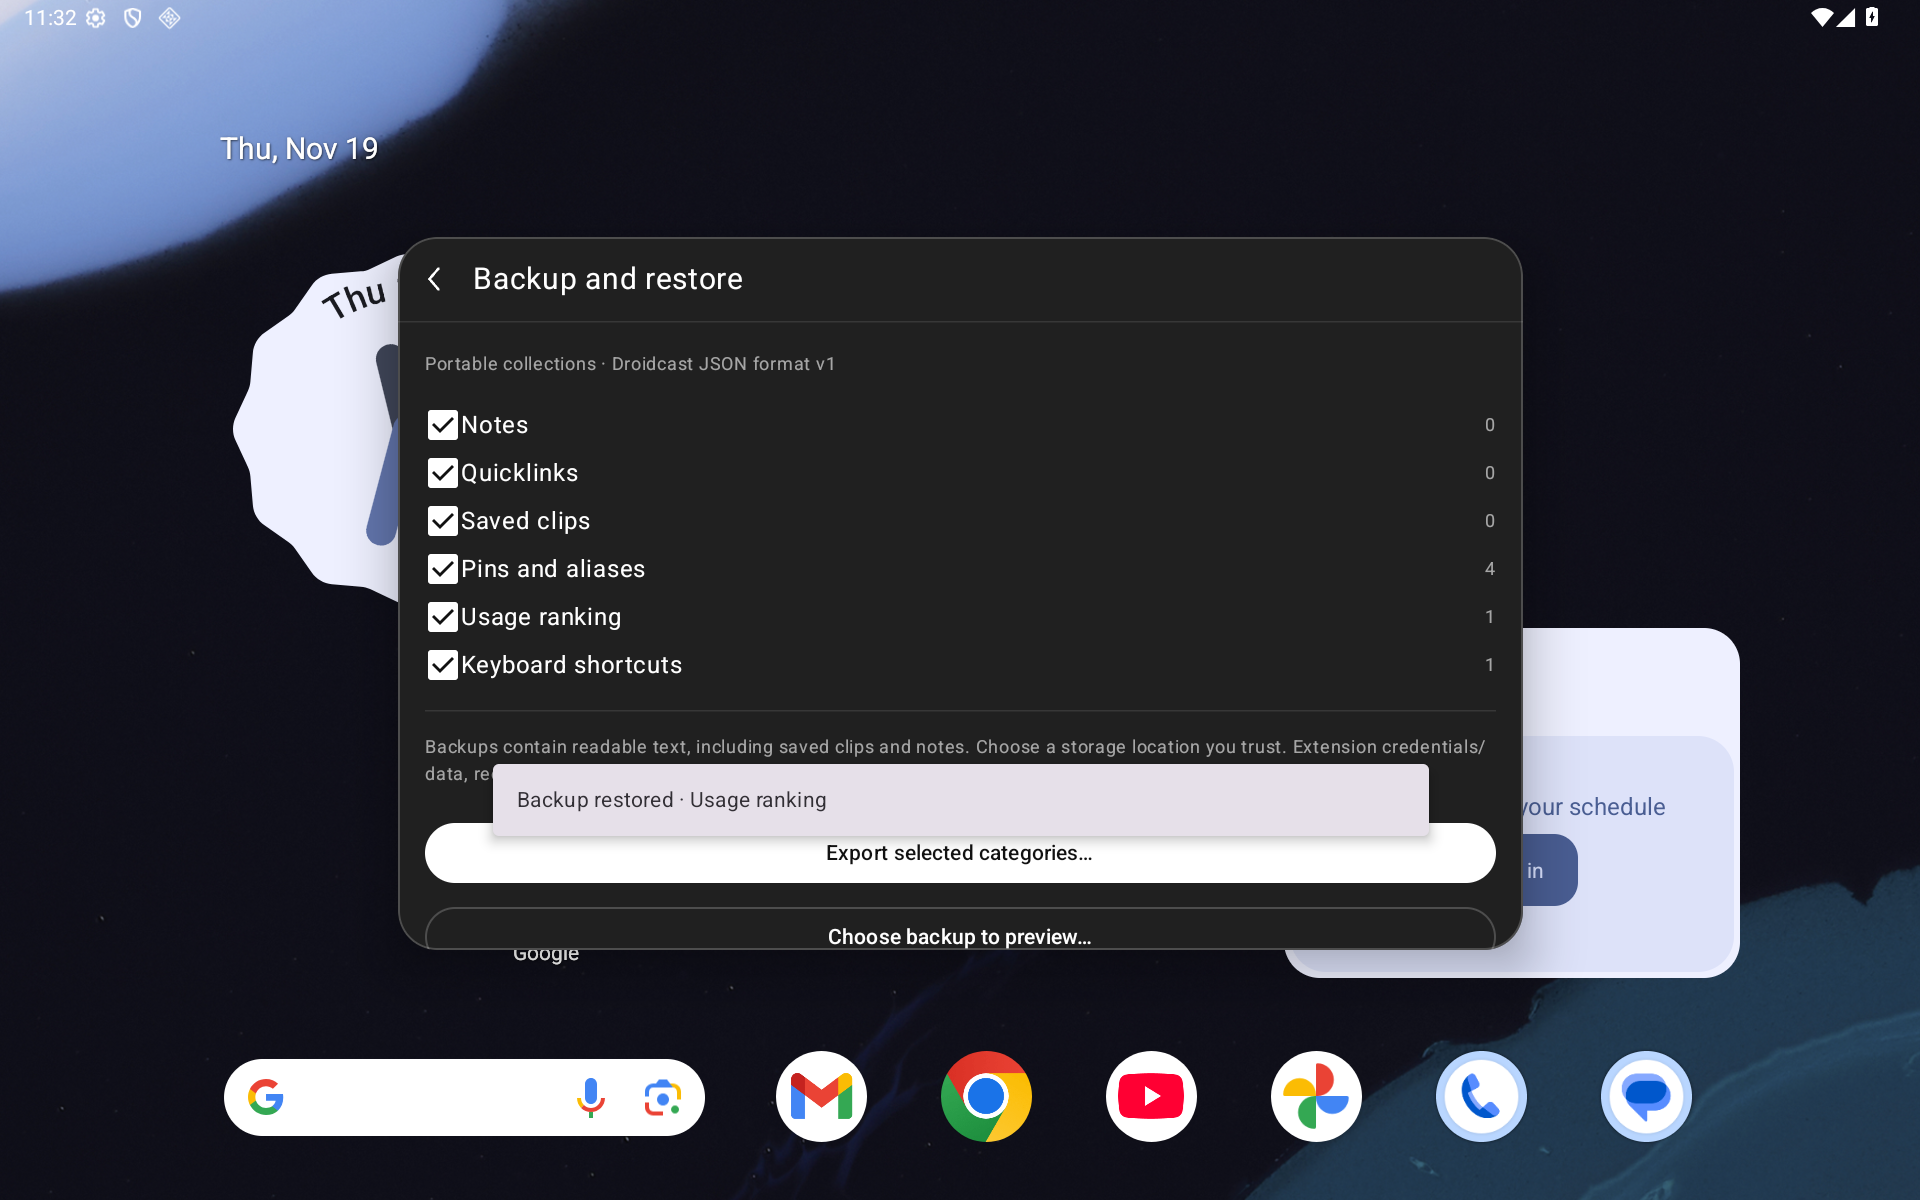 11:32
Thu, Nov 19
Thu
Backup and restore
Portable collections · Droidcast JSON format v1
Notes 0
Quicklinks 0
Saved clips 0
Pins and aliases 4
Usage ranking 1
Keyboard shortcuts 1
Backups contain readable text, including saved clips and notes. Choose a storage location you trust. Extension credentials/
data,
Backup restored · Usage ranking
Export selected categories...
Choose backup to preview...
your schedule
in
Google